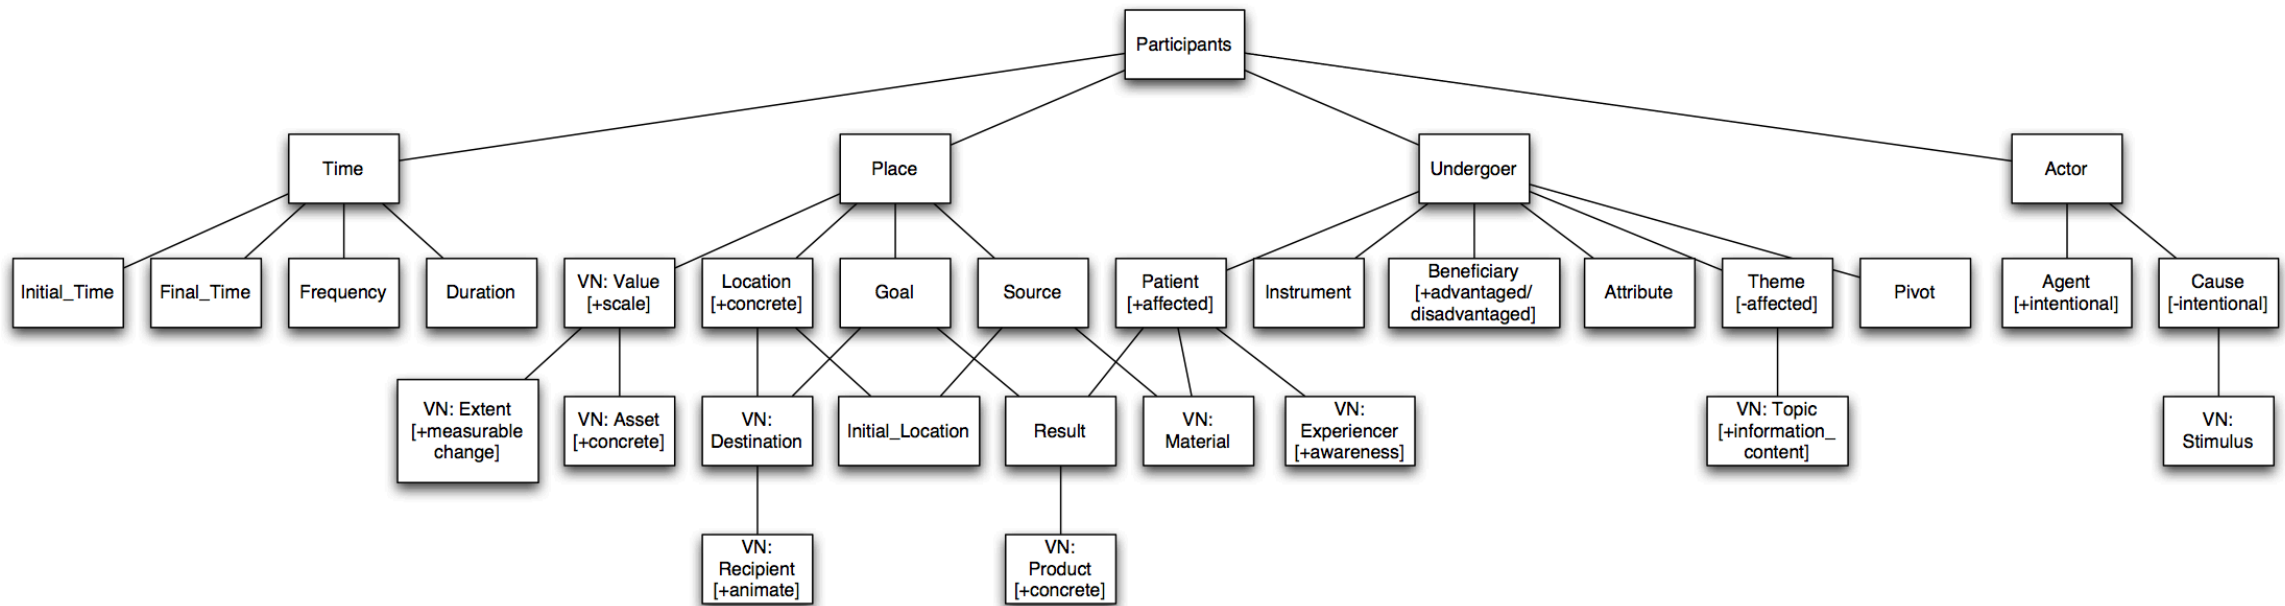 Participants
Time
Place
Undergoer
Actor
Initial_Time
Final_Time
Frequency
Duration
VN: Value
[+scale]
Location
[+concrete]
Goal
Source
Patient
[+affected]
Instrument
Beneficiary
[+advantaged/
disadvantaged]
Attribute
Theme
[-affected]
Pivot
Agent
[+intentional]
Cause
[-intentional]
VN: Extent
[+measurable
change]
VN: Asset
[+concrete]
VN:
Destination
Initial_Location
Result
VN:
Material
VN:
Experiencer
[+awareness]
VN: Topic
[+information_
content]
VN:
Stimulus
VN:
Recipient
[+animate]
VN:
Product
[+concrete]